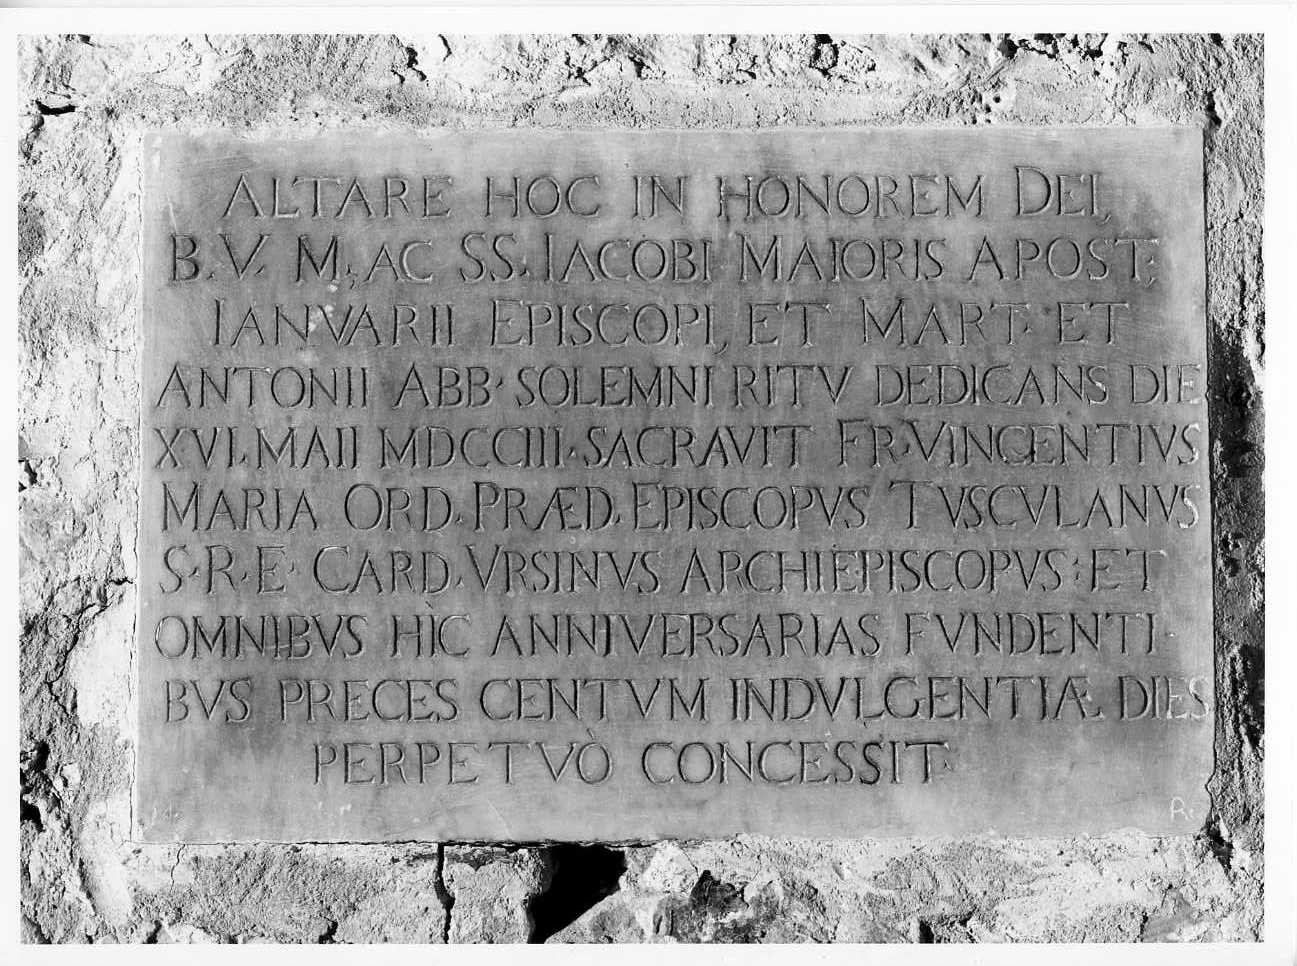 ALTARE HOC IN HONOREM DEI,
B.V. M, AC SS. IACOBI MAIORIS APOST;
IANVARII EPISCOPI, ET MART· ET
ANTONII ABB· SOLEMNI RITV DEDICANS DIE
XVI. MAII MDCCIII· SACRAVIT FR. VINCENTIVS
MARIA ORD. PRÆD. EPISCOPVS TVSCVLANVS
S·R·E· CARD. VRSINVS ARCHIEPISCOPVS: ET
OMNIBVS HIC ANNIVERSARIAS FVNDENTI
BVS PRECES CENTVM INDVLGENTIÆ DIES
PERPETVÒ CONCESSIT·
R.